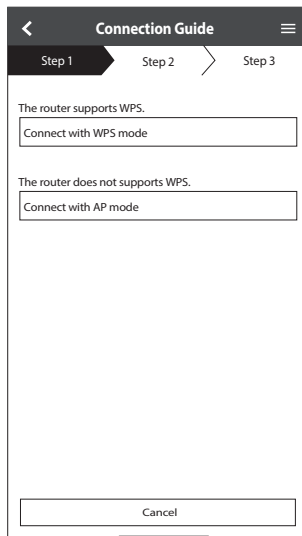 Connection Guide
Step 1
Step 2
Step 3
The router supports WPS.
Connect with WPS mode
The router does not supports WPS.
Connect with AP mode
Cancel